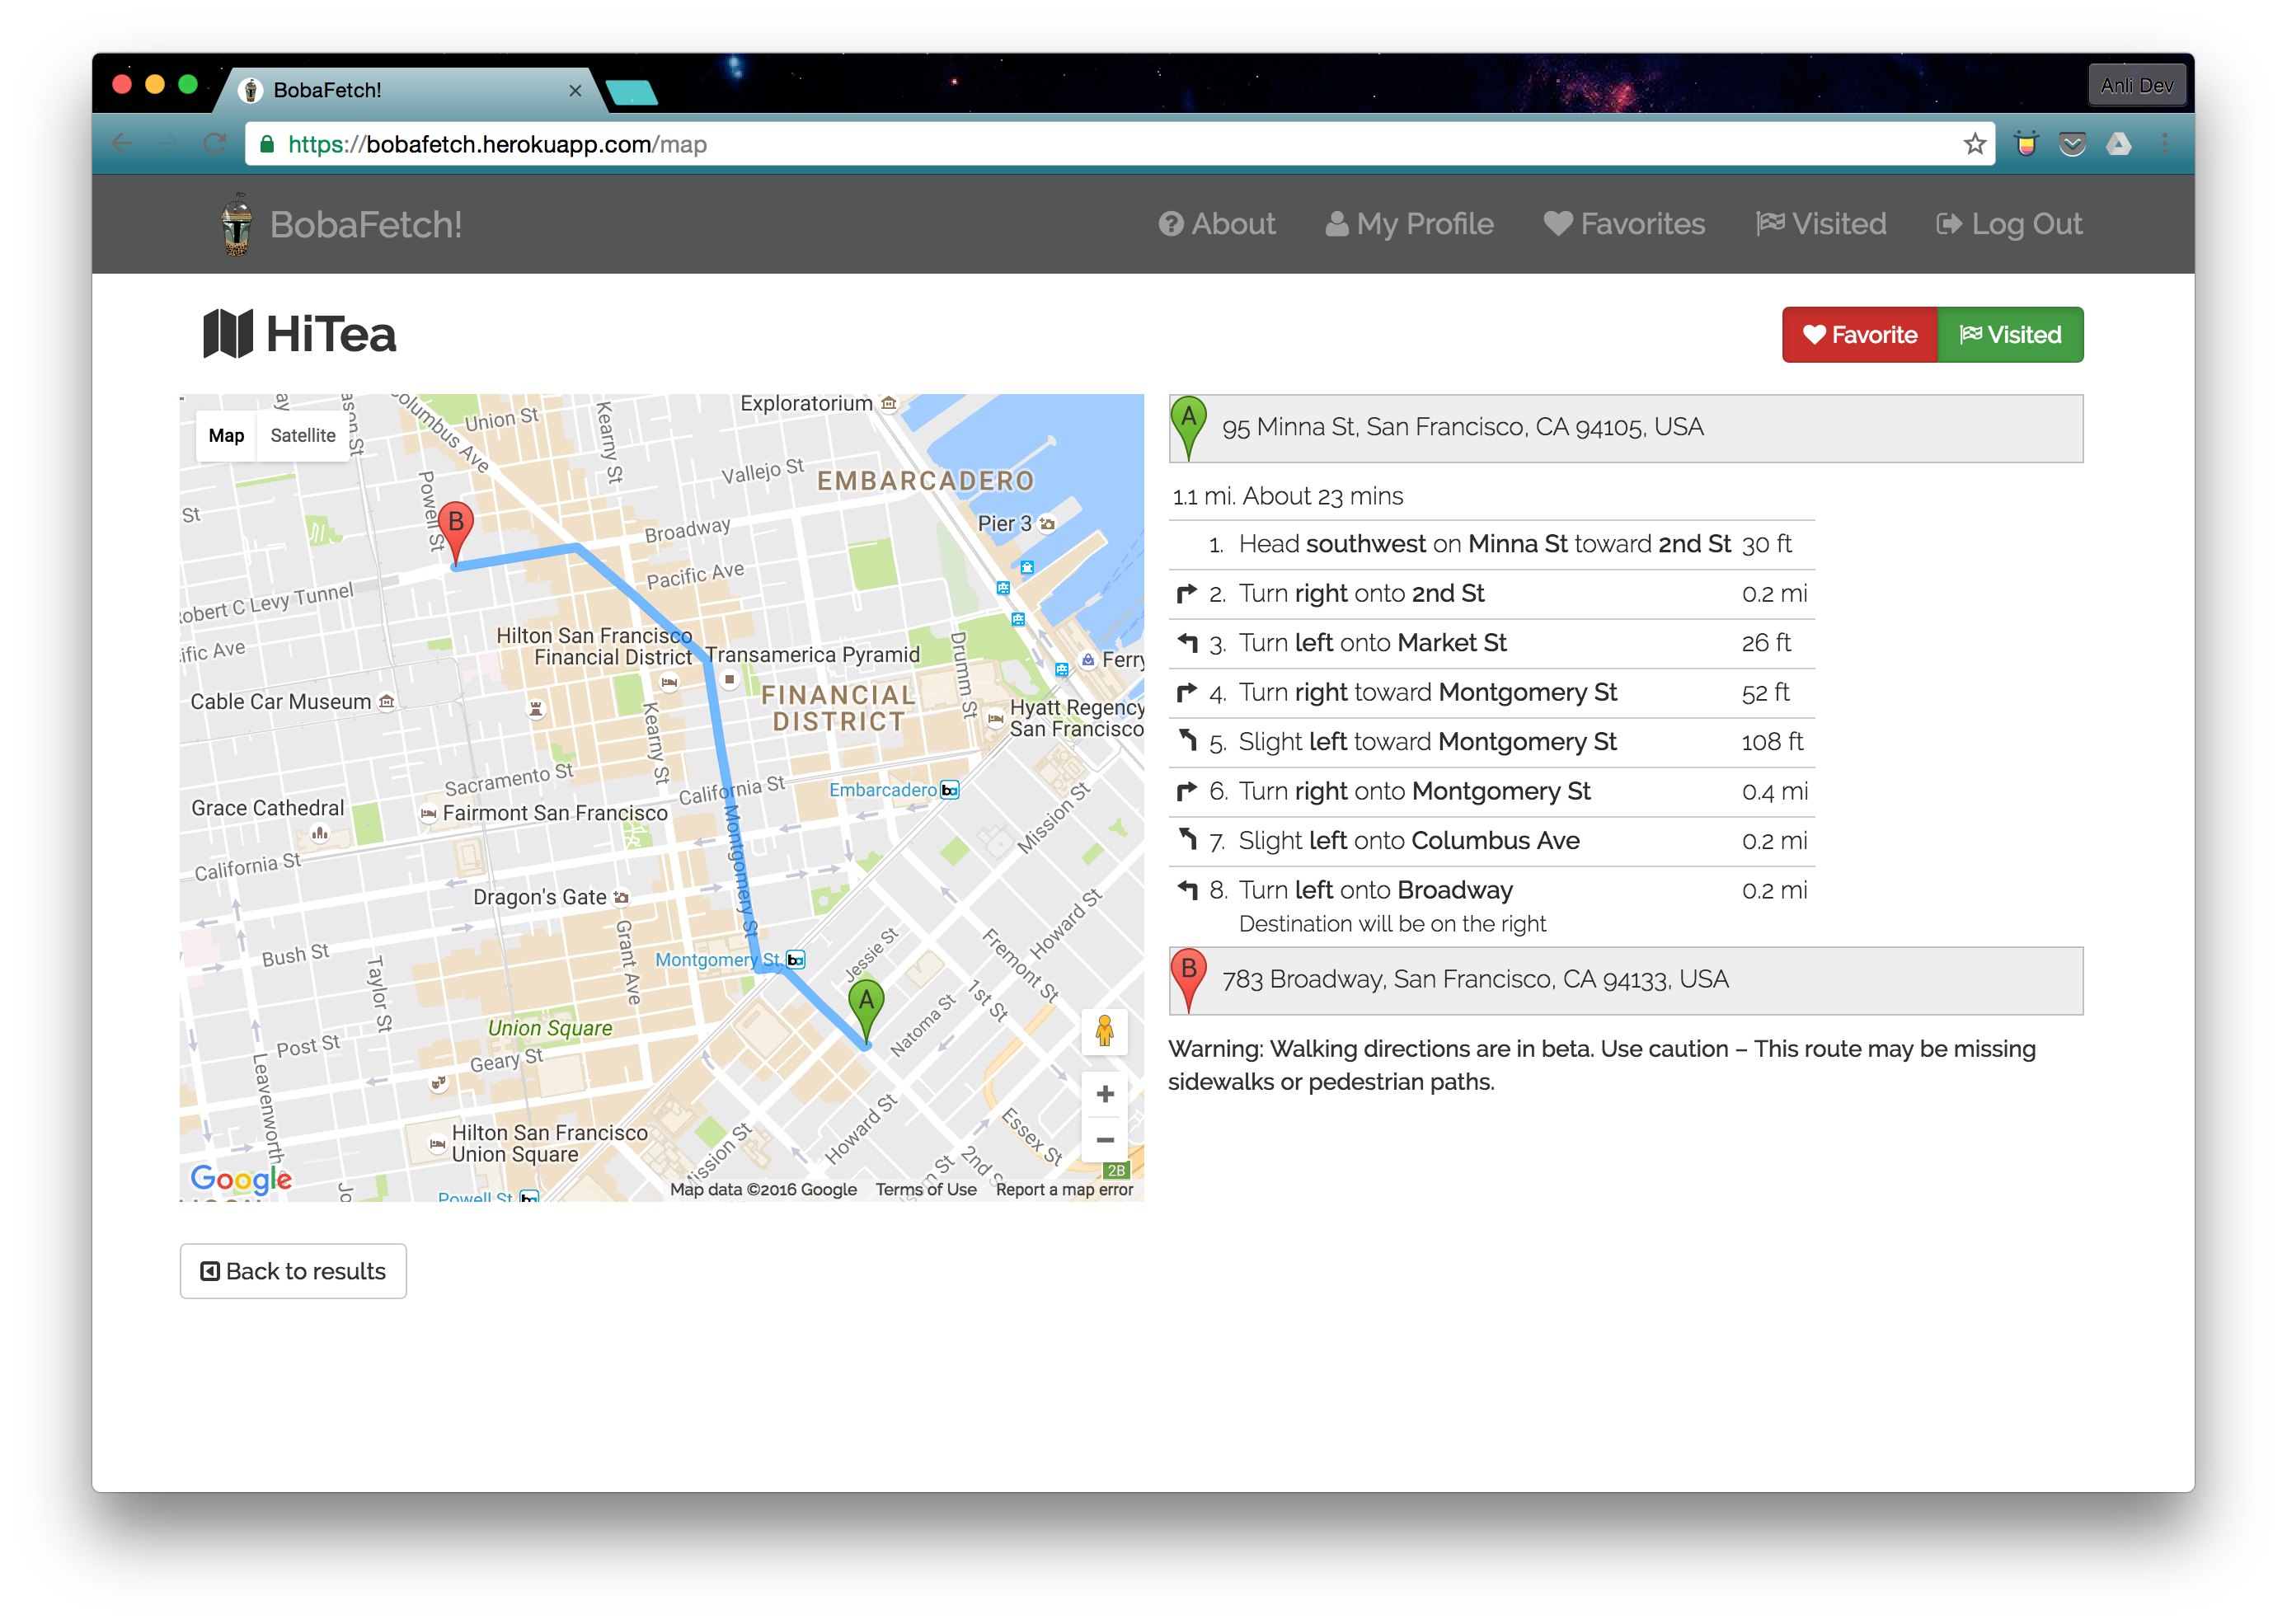 BobaFetch!
Anli Dev
https://bobafetch.herokuapp.com/map
BobaFetch!
About
My Profile
Favorites
Visited
Log Out
HiTea
Favorite
Visited
Map
Satellite
Columbus Ave
Union St
Kearny St
Exploratorium
Vallejo St
EMBARCADERO
Powell St
B
Broadway
Pier 3
St
Pacific Ave
Robert C Levy Tunnel
Hilton San Francisco
Financial District
Transamerica Pyramid
Drumm St
Ferry
Cable Car Museum
FINANCIAL
DISTRICT
Kearny St
Hyatt Regency
San Francisco
Sacramento St
California St
Embarcadero
Mission St
Grace Cathedral
Fairmont San Francisco
Montgomery St
California St
Dragon's Gate
Howard St
Bush St
Grant Ave
Montgomery St.
Jessie St
Fremont St
Taylor St
A
Natoma St
1st St
Union Square
Post St
Geary St
Leavenworth
Howard St
Essex St
Hilton San Francisco
Union Square
Mission St
2nd St
2B
Google
Powell St
Map data ©2016 Google
Terms of Use
Report a map error
A
95 Minna St, San Francisco, CA 94105, USA
1.1 mi. About 23 mins
1. Head southwest on Minna St toward 2nd St 30 ft
2. Turn right onto 2nd St 0.2 mi
3. Turn left onto Market St 26 ft
4. Turn right toward Montgomery St 52 ft
5. Slight left toward Montgomery St 108 ft
6. Turn right onto Montgomery St 0.4 mi
7. Slight left onto Columbus Ave 0.2 mi
8. Turn left onto Broadway 0.2 mi
Destination will be on the right
B
783 Broadway, San Francisco, CA 94133, USA
Warning: Walking directions are in beta. Use caution – This route may be missing
sidewalks or pedestrian paths.
Back to results